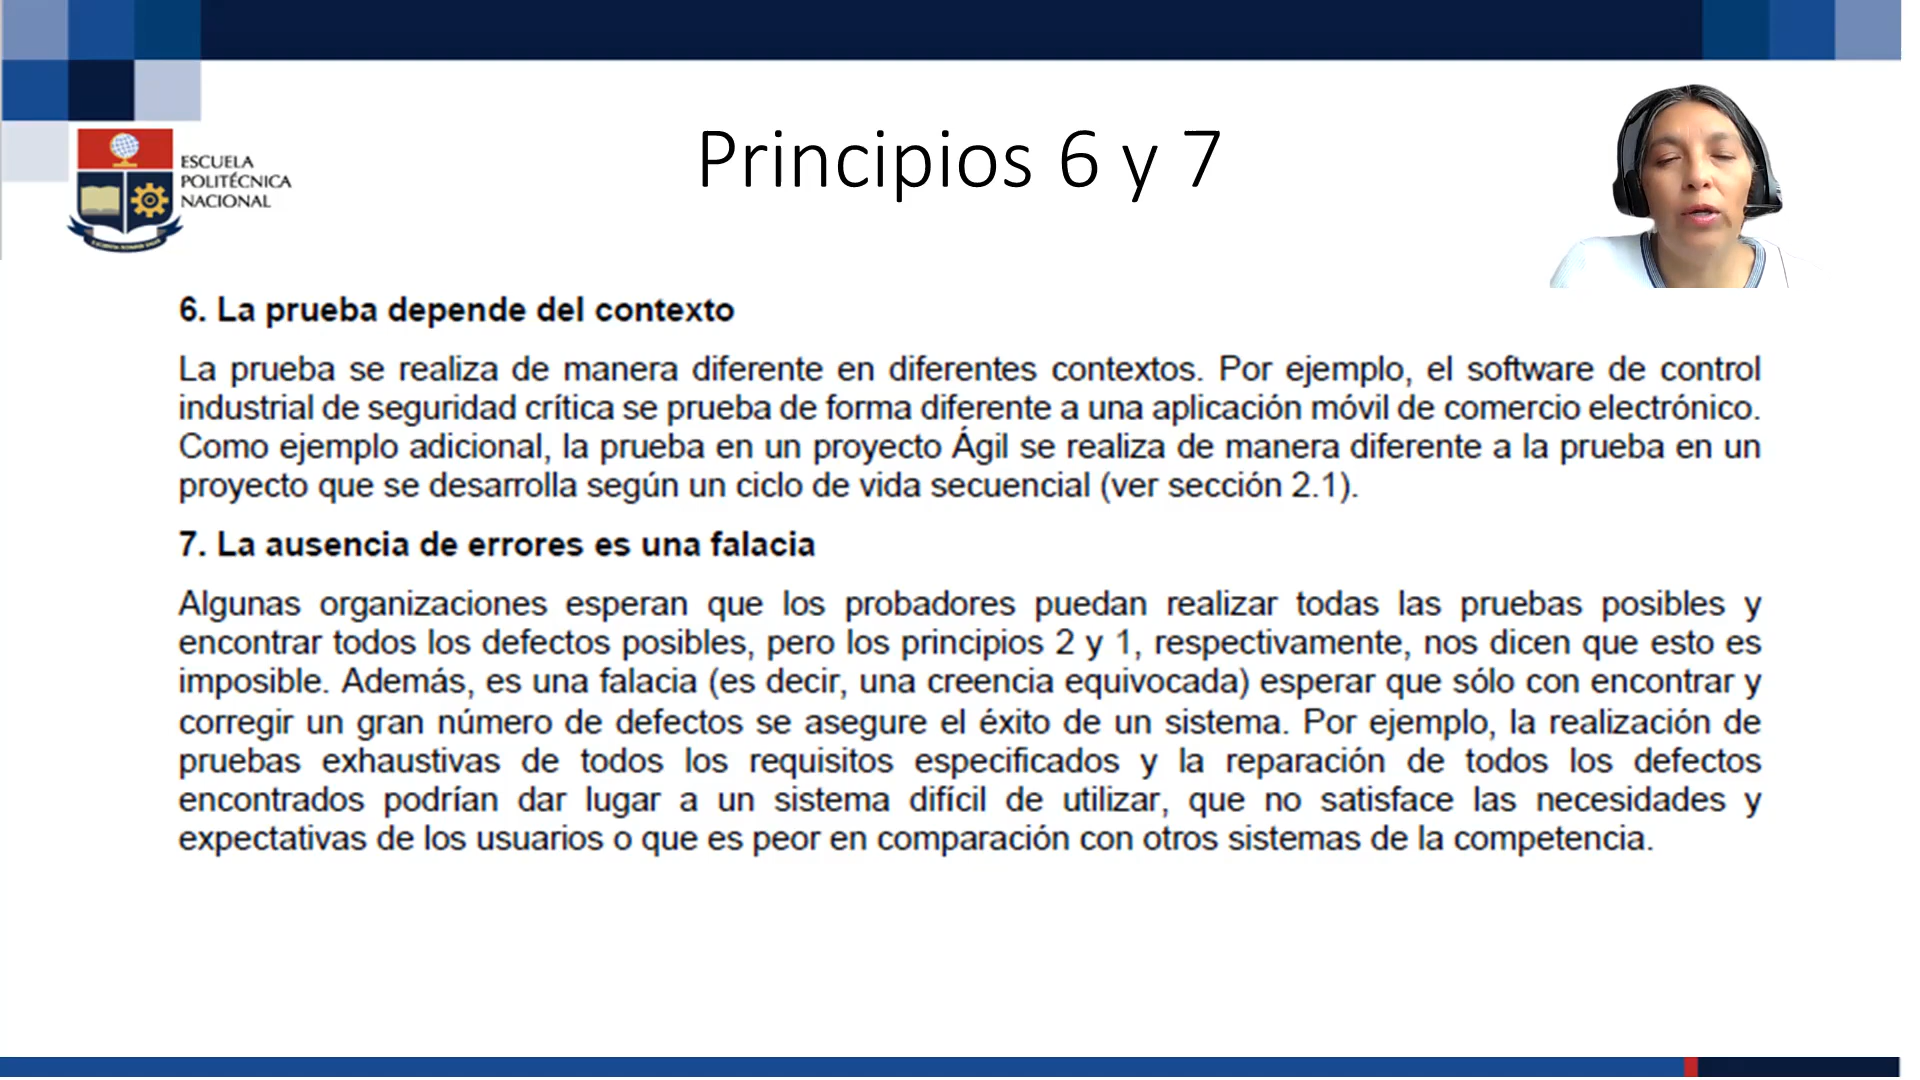 ESCUELA
POLITÉCNICA
NACIONAL
Principios 6 y 7
6. La prueba depende del contexto
La prueba se realiza de manera diferente en diferentes contextos. Por ejemplo, el software de control
industrial de seguridad crítica se prueba de forma diferente a una aplicación móvil de comercio electrónico.
Como ejemplo adicional, la prueba en un proyecto Ágil se realiza de manera diferente a la prueba en un
proyecto que se desarrolla según un ciclo de vida secuencial (ver sección 2.1).
7. La ausencia de errores es una falacia
Algunas organizaciones esperan que los probadores puedan realizar todas las pruebas posibles y
encontrar todos los defectos posibles, pero los principios 2 y 1, respectivamente, nos dicen que esto es
imposible. Además, es una falacia (es decir, una creencia equivocada) esperar que sólo con encontrar y
corregir un gran número de defectos se asegure el éxito de un sistema. Por ejemplo, la realización de
pruebas exhaustivas de todos los requisitos especificados y la reparación de todos los defectos
encontrados podrían dar lugar a un sistema difícil de utilizar, que no satisface las necesidades y
expectativas de los usuarios o que es peor en comparación con otros sistemas de la competencia.